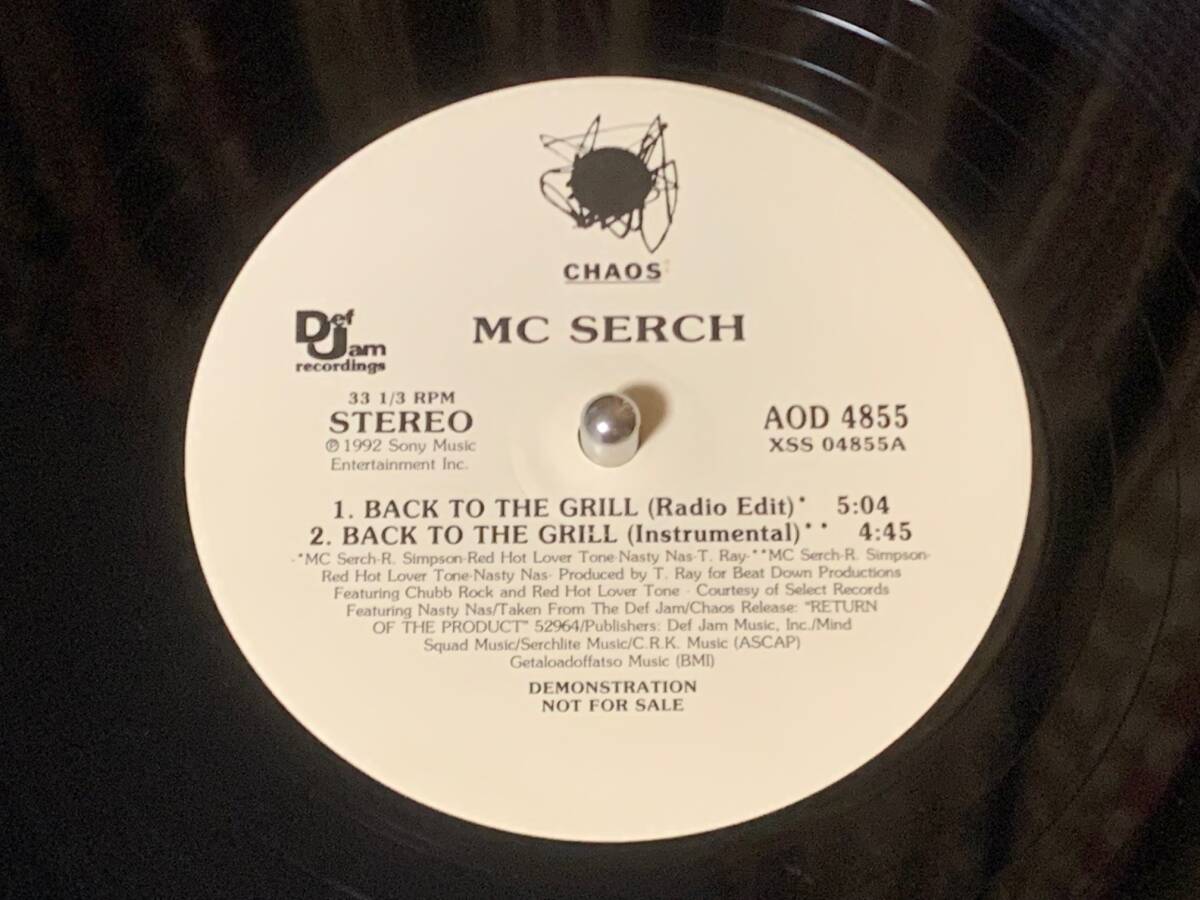 CHAOS
MC SERCH
Def
Jam
recordings
33 1/3 RPM
STEREO
℗ 1992 Sony Music
Entertainment Inc.
AOD 4855
XSS 04855A
1. BACK TO THE GRILL (Radio Edit)* 5:04
2. BACK TO THE GRILL (Instrumental)** 4:45
-*MC Serch-R. Simpson-Red Hot Lover Tone-Nasty Nas-T. Ray-**MC Serch-R. Simpson-
Red Hot Lover Tone-Nasty Nas- Produced by T. Ray for Beat Down Productions
Featuring Chubb Rock and Red Hot Lover Tone - Courtesy of Select Records
Featuring Nasty Nas/Taken From The Def Jam/Chaos Release: "RETURN
OF THE PRODUCT" 52964/Publishers: Def Jam Music, Inc./Mind
Squad Music/Serchlite Music/C.R.K. Music (ASCAP)
Getaloadoffatso Music (BMI)
DEMONSTRATION
NOT FOR SALE